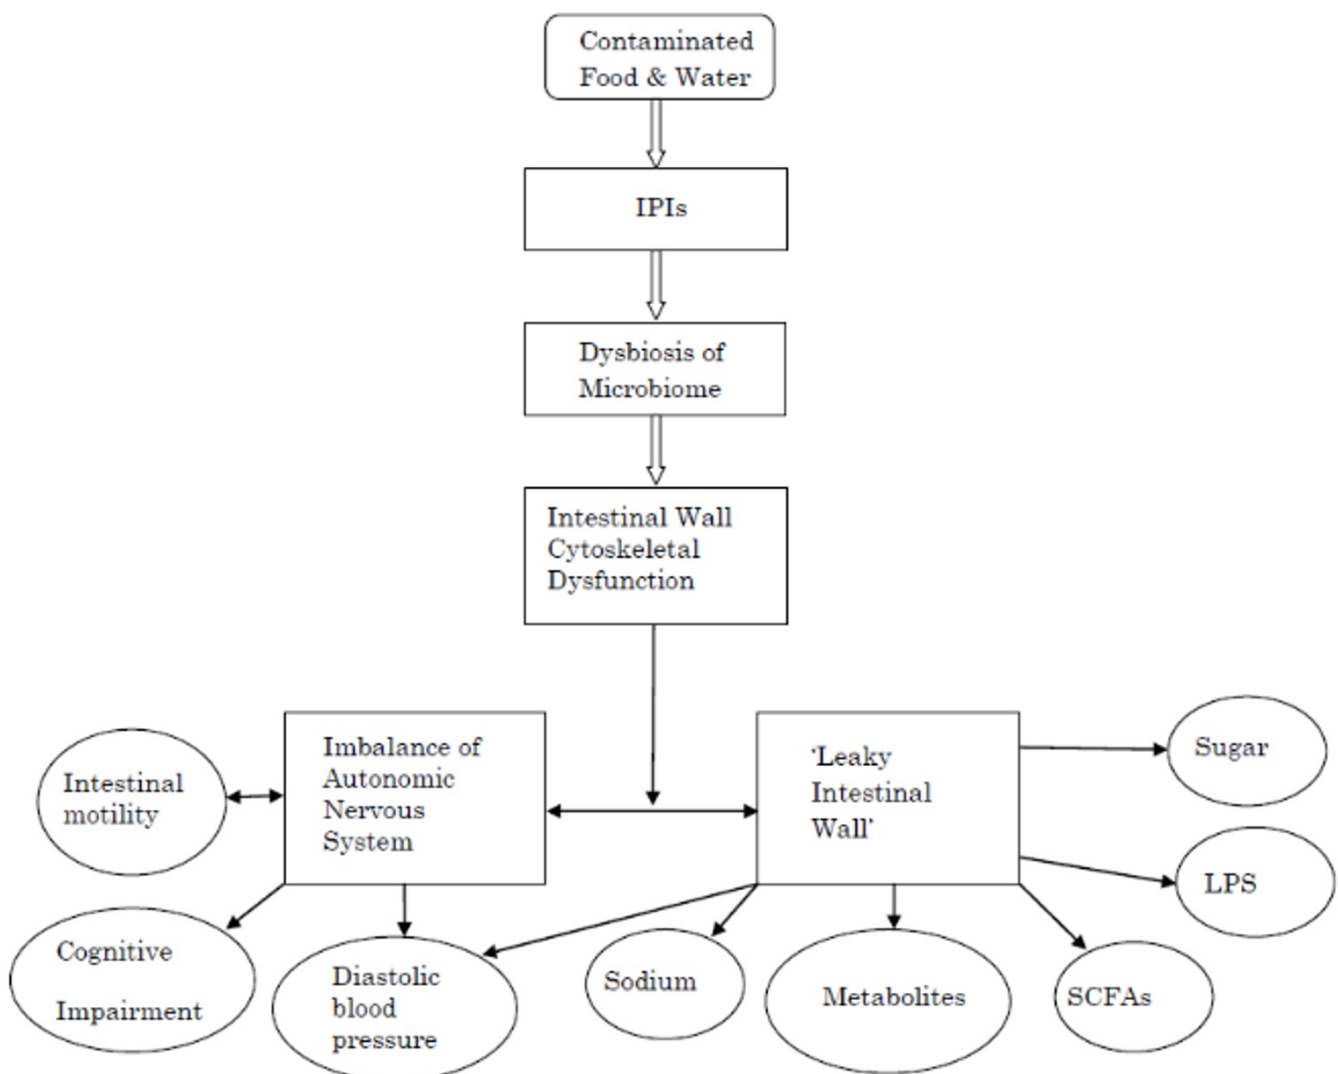 Contaminated
Food & Water
IPIs
Dysbiosis of
Microbiome
Intestinal Wall
Cytoskeletal
Dysfunction
Intestinal
motility
Imbalance of
Autonomic
Nervous
System
'Leaky
Intestinal
Wall'
Sugar
LPS
Cognitive
Impairment
Diastolic
blood
pressure
Sodium
Metabolites
SCFAs